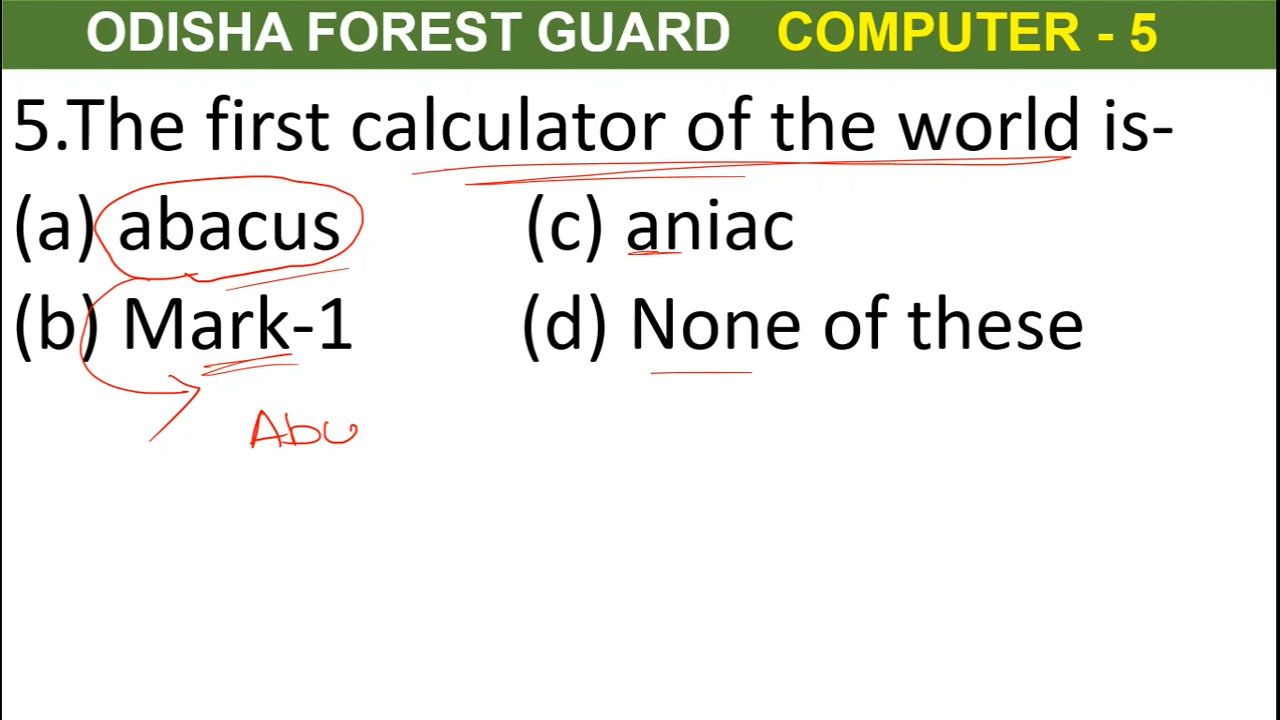 ODISHA FOREST GUARD COMPUTER - 5
5.The first calculator of the world is-
(a) abacus (c) aniac
(b) Mark-1 (d) None of these
Abu